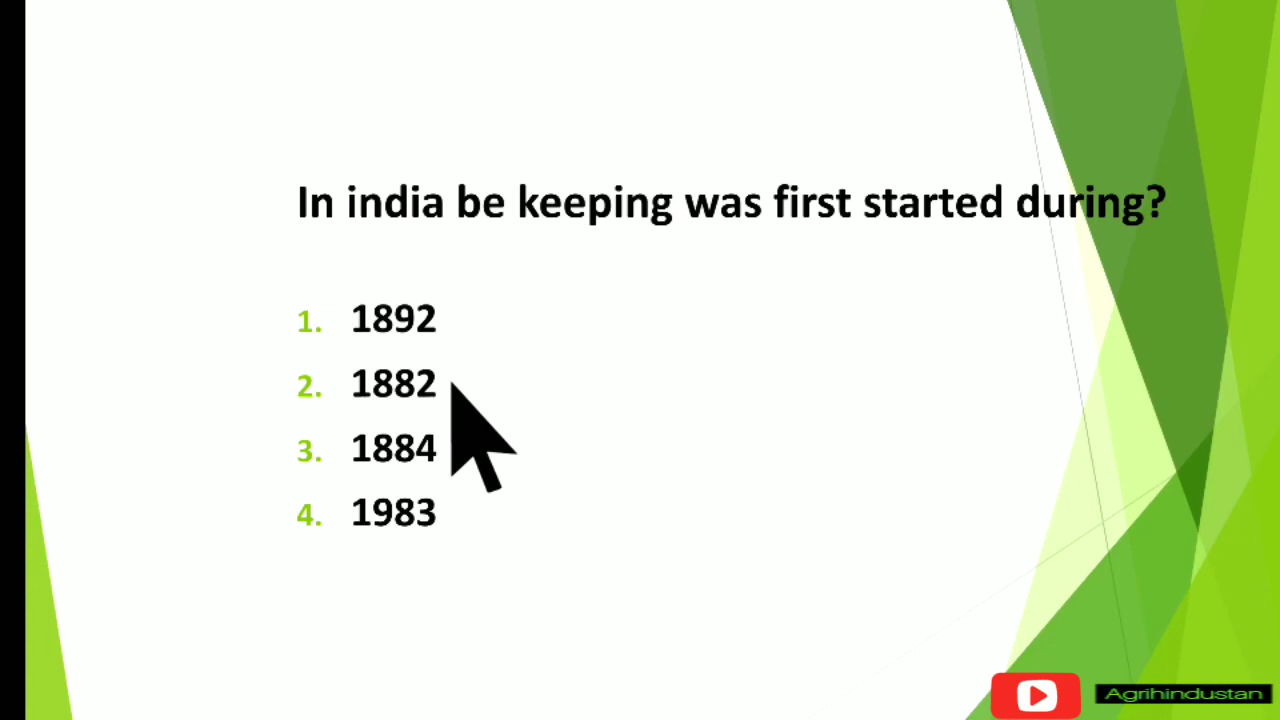 In india be keeping was first started during?
1. 1892
2. 1882
3. 1884
4. 1983
Agrihindustan